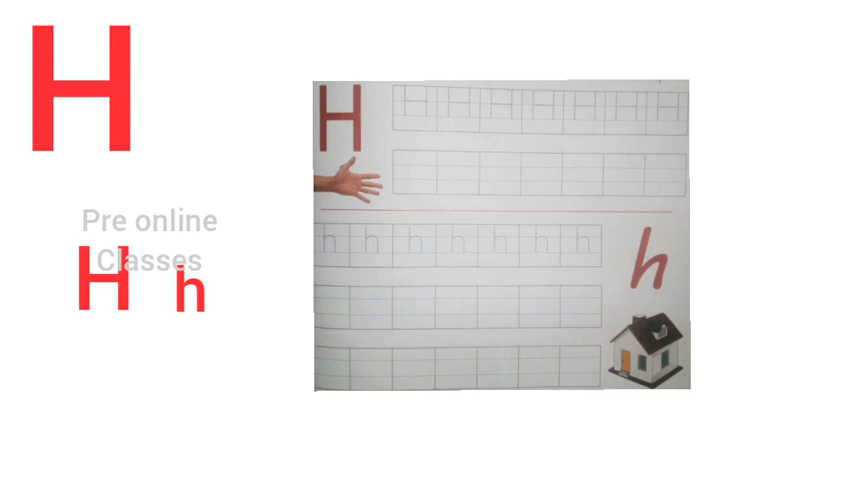 H
Pre online
Classes
H h
H
H H H H H H H
h h h h h h h
h